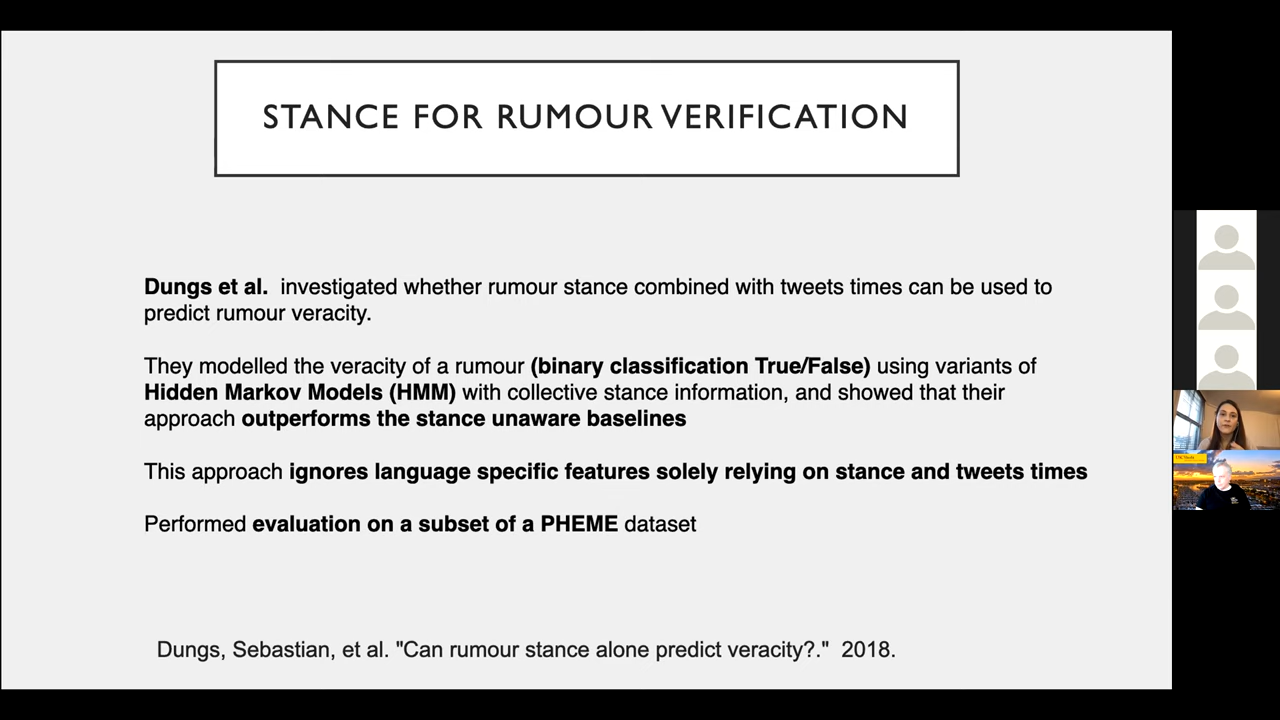 STANCE FOR RUMOUR VERIFICATION
Dungs et al. investigated whether rumour stance combined with tweets times can be used to
predict rumour veracity.
They modelled the veracity of a rumour (binary classification True/False) using variants of
Hidden Markov Models (HMM) with collective stance information, and showed that their
approach outperforms the stance unaware baselines
This approach ignores language specific features solely relying on stance and tweets times
Performed evaluation on a subset of a PHEME dataset
Dungs, Sebastian, et al. "Can rumour stance alone predict veracity?." 2018.